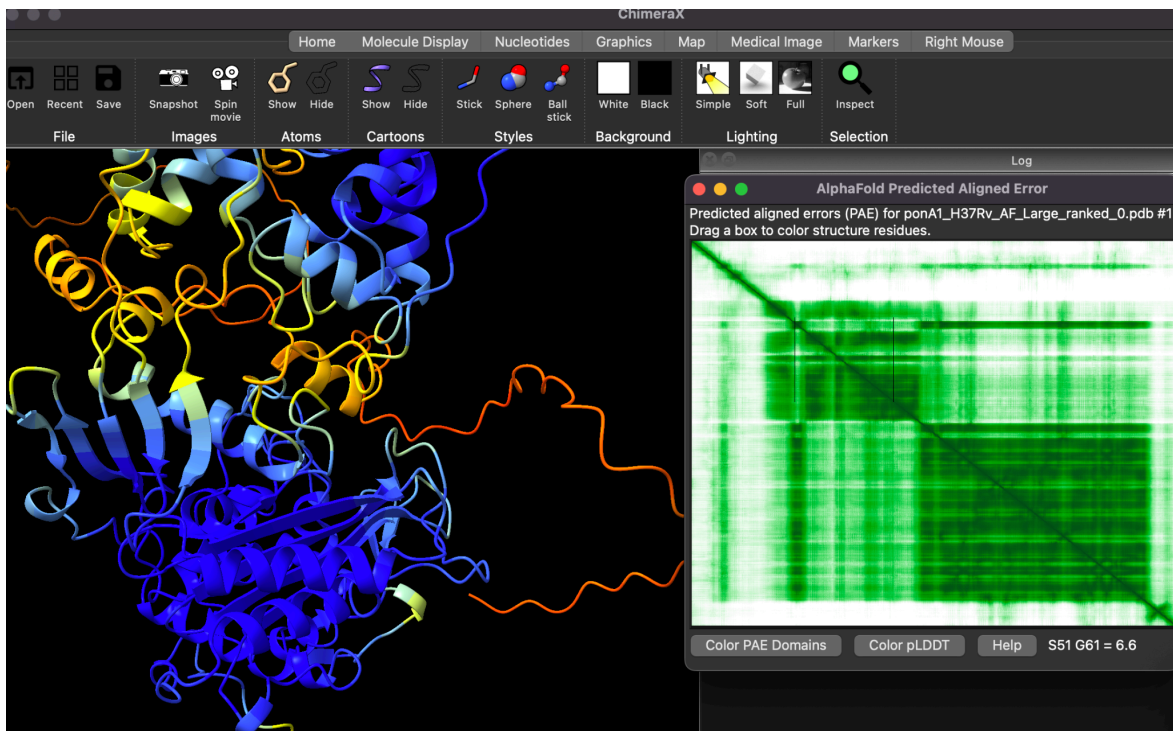 ChimeraX
Home Molecule Display Nucleotides Graphics Map Medical Image Markers Right Mouse
Open Recent Save Snapshot Spin movie Show Hide Show Hide Stick Sphere Ball stick White Black Simple Soft Full Inspect
File Images Atoms Cartoons Styles Background Lighting Selection
Log
AlphaFold Predicted Aligned Error
Predicted aligned errors (PAE) for ponA1_H37Rv_AF_Large_ranked_0.pdb #1
Drag a box to color structure residues.
Color PAE Domains Color pLDDT Help S51 G61 = 6.6